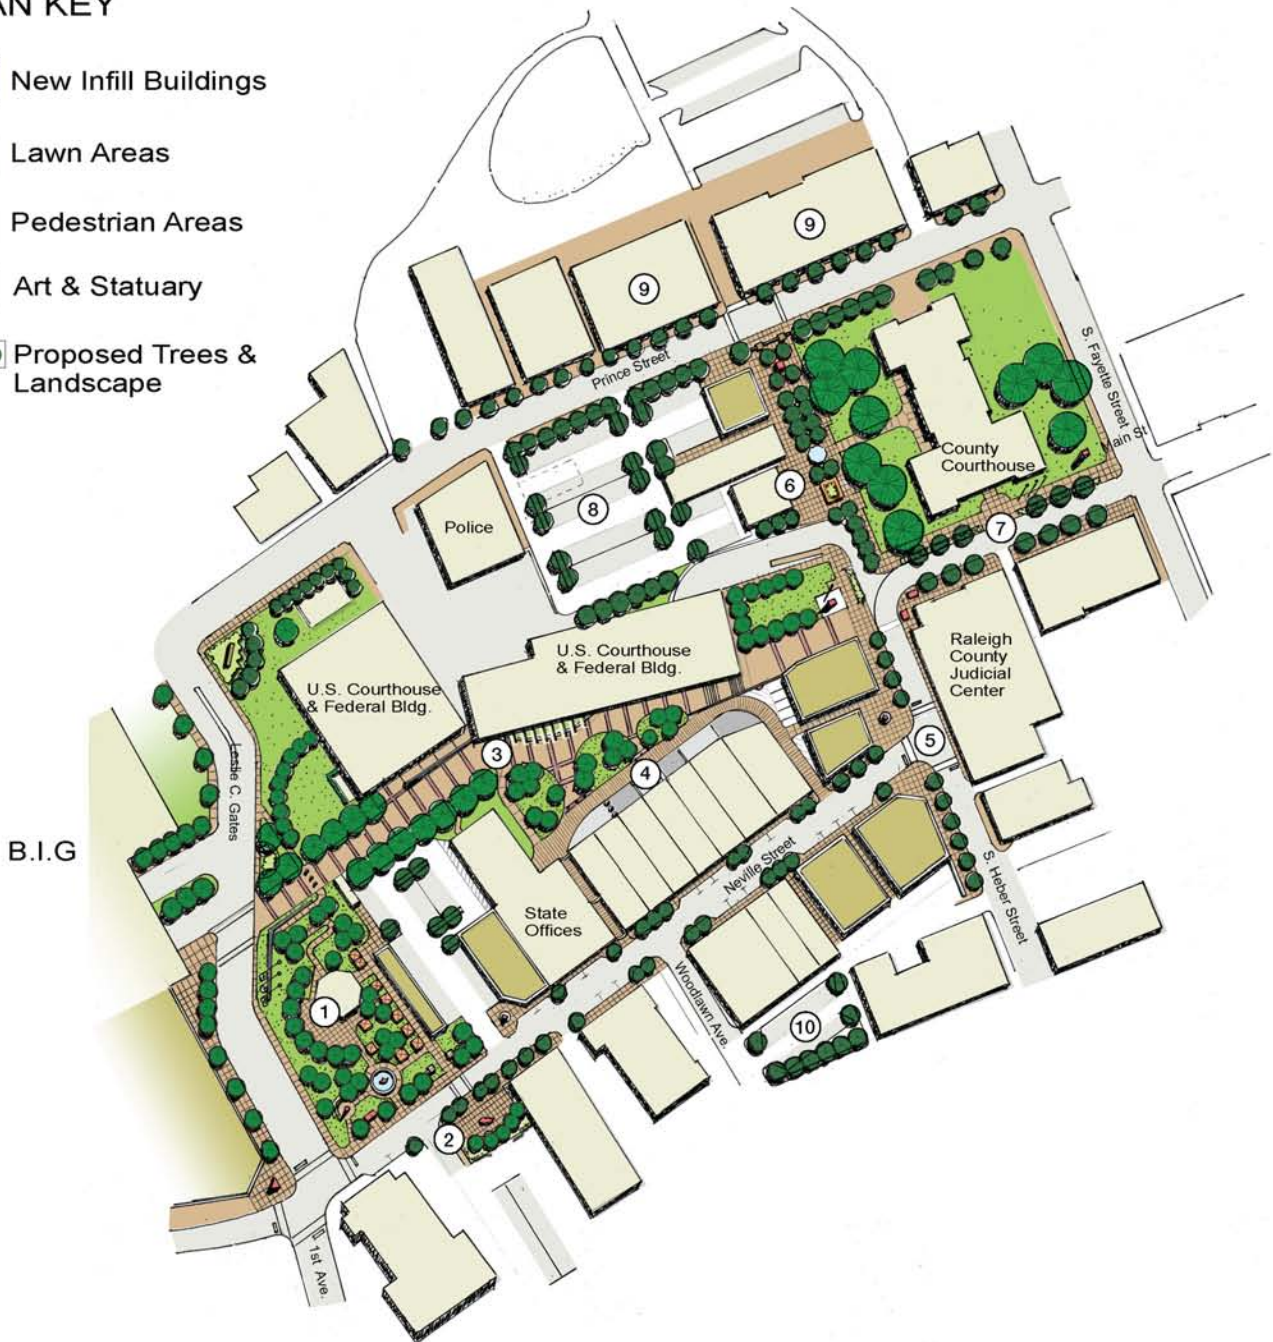 AN KEY
New Infill Buildings
Lawn Areas
Pedestrian Areas
Art & Statuary
Proposed Trees &
Landscape
9
9
Prince Street
S. Fayette Street
Main St
County
Courthouse
6
8
7
Police
U.S. Courthouse
& Federal Bldg.
Raleigh
County
Judicial
Center
U.S. Courthouse
& Federal Bldg.
3
5
4
Leslie C. Gates
B.I.G
Neville Street
S. Heber Street
State
Offices
Woodlawn Ave.
1
10
2
1st Ave.